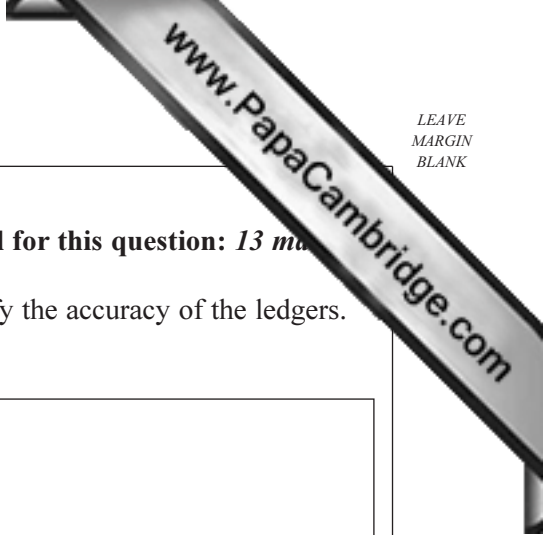 www.PapaCambridge.com
LEAVE
MARGIN
BLANK
for this question: 13
the accuracy of the ledgers.